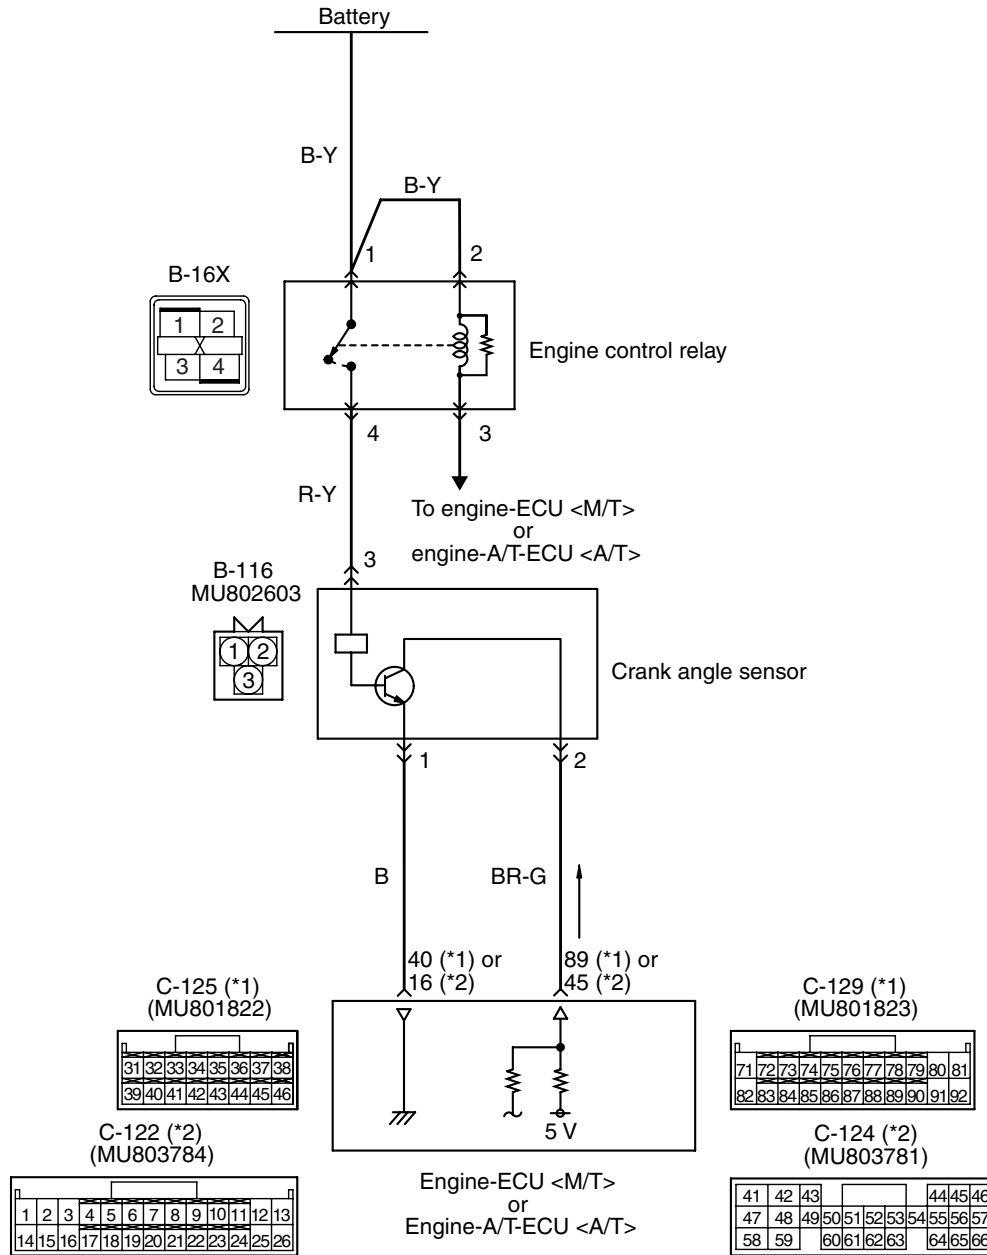 Battery
B-Y
B-Y
1
2
B-16X
1 2
3 4
Engine control relay
4
3
R-Y
To engine-ECU <M/T>
or
engine-A/T-ECU <A/T>
3
B-116
MU802603
1 2
3
Crank angle sensor
1
2
B
BR-G
40 (*1) or
16 (*2)
89 (*1) or
45 (*2)
C-125 (*1)
(MU801822)
31 32 33 34 35 36 37 38
39 40 41 42 43 44 45 46
C-129 (*1)
(MU801823)
71 72 73 74 75 76 77 78 79 80 81
82 83 84 85 86 87 88 89 90 91 92
5 V
C-122 (*2)
(MU803784)
1 2 3 4 5 6 7 8 9 10 11 12 13
14 15 16 17 18 19 20 21 22 23 24 25 26
Engine-ECU <M/T>
or
Engine-A/T-ECU <A/T>
C-124 (*2)
(MU803781)
41 42 43 44 45 46
47 48 49 50 51 52 53 54 55 56 57
58 59 60 61 62 63 64 65 66